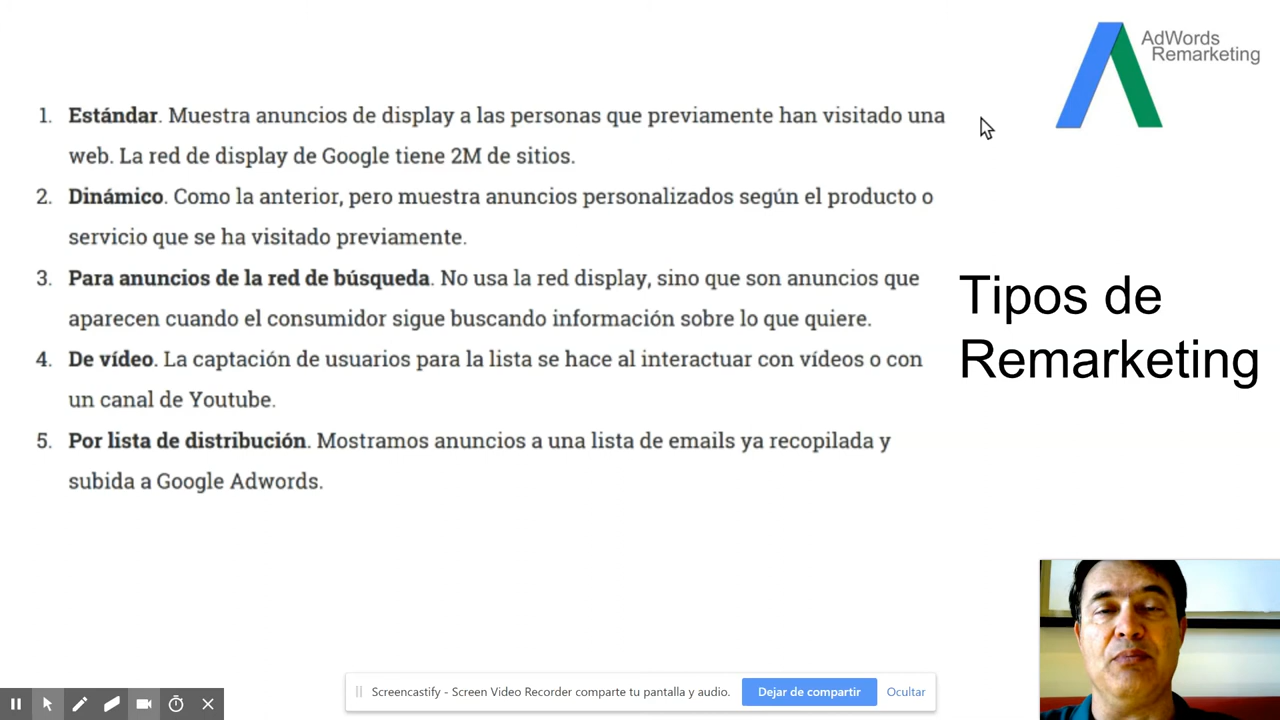 AdWords
Remarketing
1. Estándar. Muestra anuncios de display a las personas que previamente han visitado una
web. La red de display de Google tiene 2M de sitios.
2. Dinámico. Como la anterior, pero muestra anuncios personalizados según el producto o
servicio que se ha visitado previamente.
3. Para anuncios de la red de búsqueda. No usa la red display, sino que son anuncios que
aparecen cuando el consumidor sigue buscando información sobre lo que quiere.
4. De vídeo. La captación de usuarios para la lista se hace al interactuar con vídeos o con
un canal de Youtube.
5. Por lista de distribución. Mostramos anuncios a una lista de emails ya recopilada y
subida a Google Adwords.
Tipos de
Remarketing
Screencastify - Screen Video Recorder comparte tu pantalla y audio. Dejar de compartir Ocultar